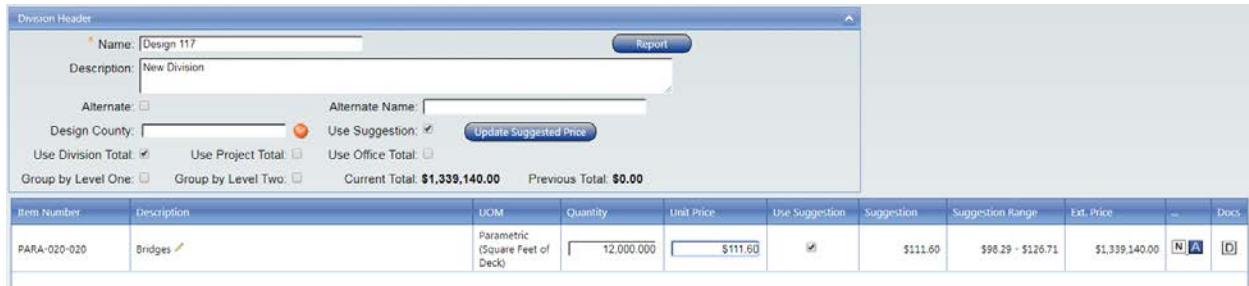 Division Header
* Name: Design 117 Report
Description: New Division
Alternate: Alternate Name:
Design County: Use Suggestion: Update Suggested Price
Use Division Total: Use Project Total: Use Office Total:
Group by Level One: Group by Level Two: Current Total: $1,339,140.00 Previous Total: $0.00
Item Number Description UOM Quantity Unit Price Use Suggestion Suggestion Suggestion Range Ext. Price ... Docs
PARA-020-020 Bridges Parametric (Square Feet of Deck) 12,000.000 $111.60 $111.60 $98.29 - $126.71 $1,339,140.00 N A D